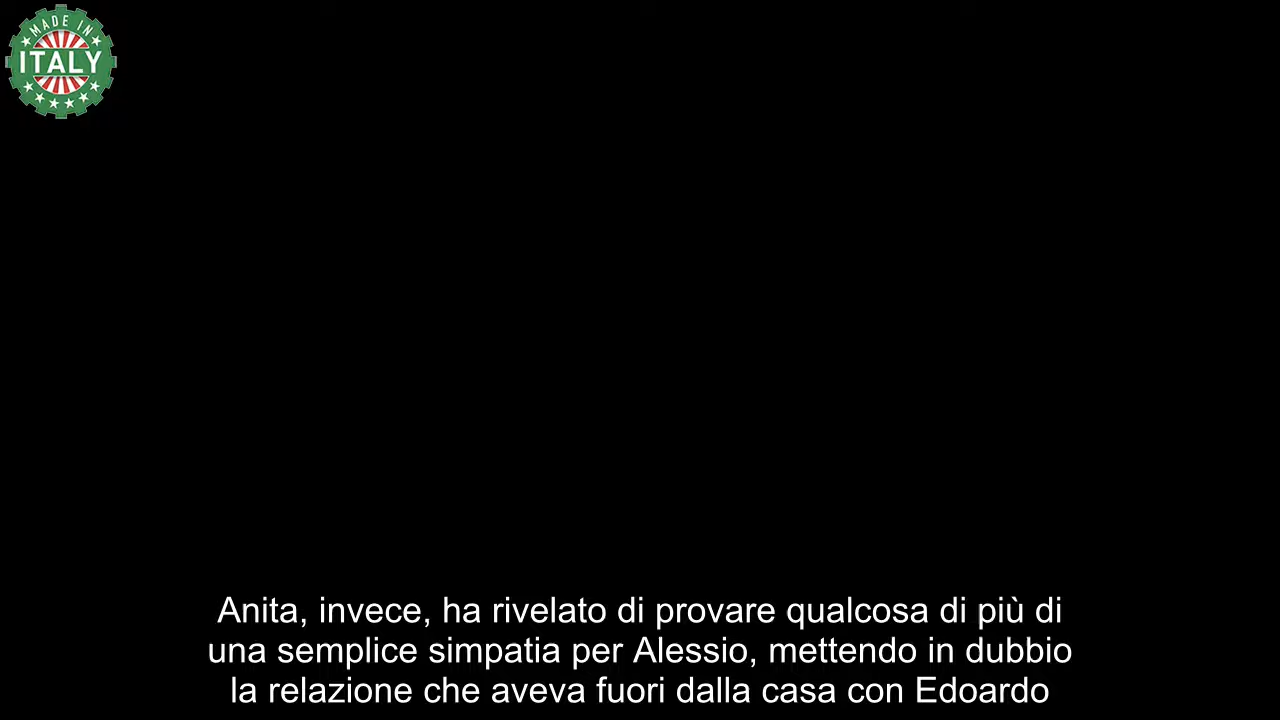 MADE IN
ITALY
Anita, invece, ha rivelato di provare qualcosa di più di
una semplice simpatia per Alessio, mettendo in dubbio
la relazione che aveva fuori dalla casa con Edoardo